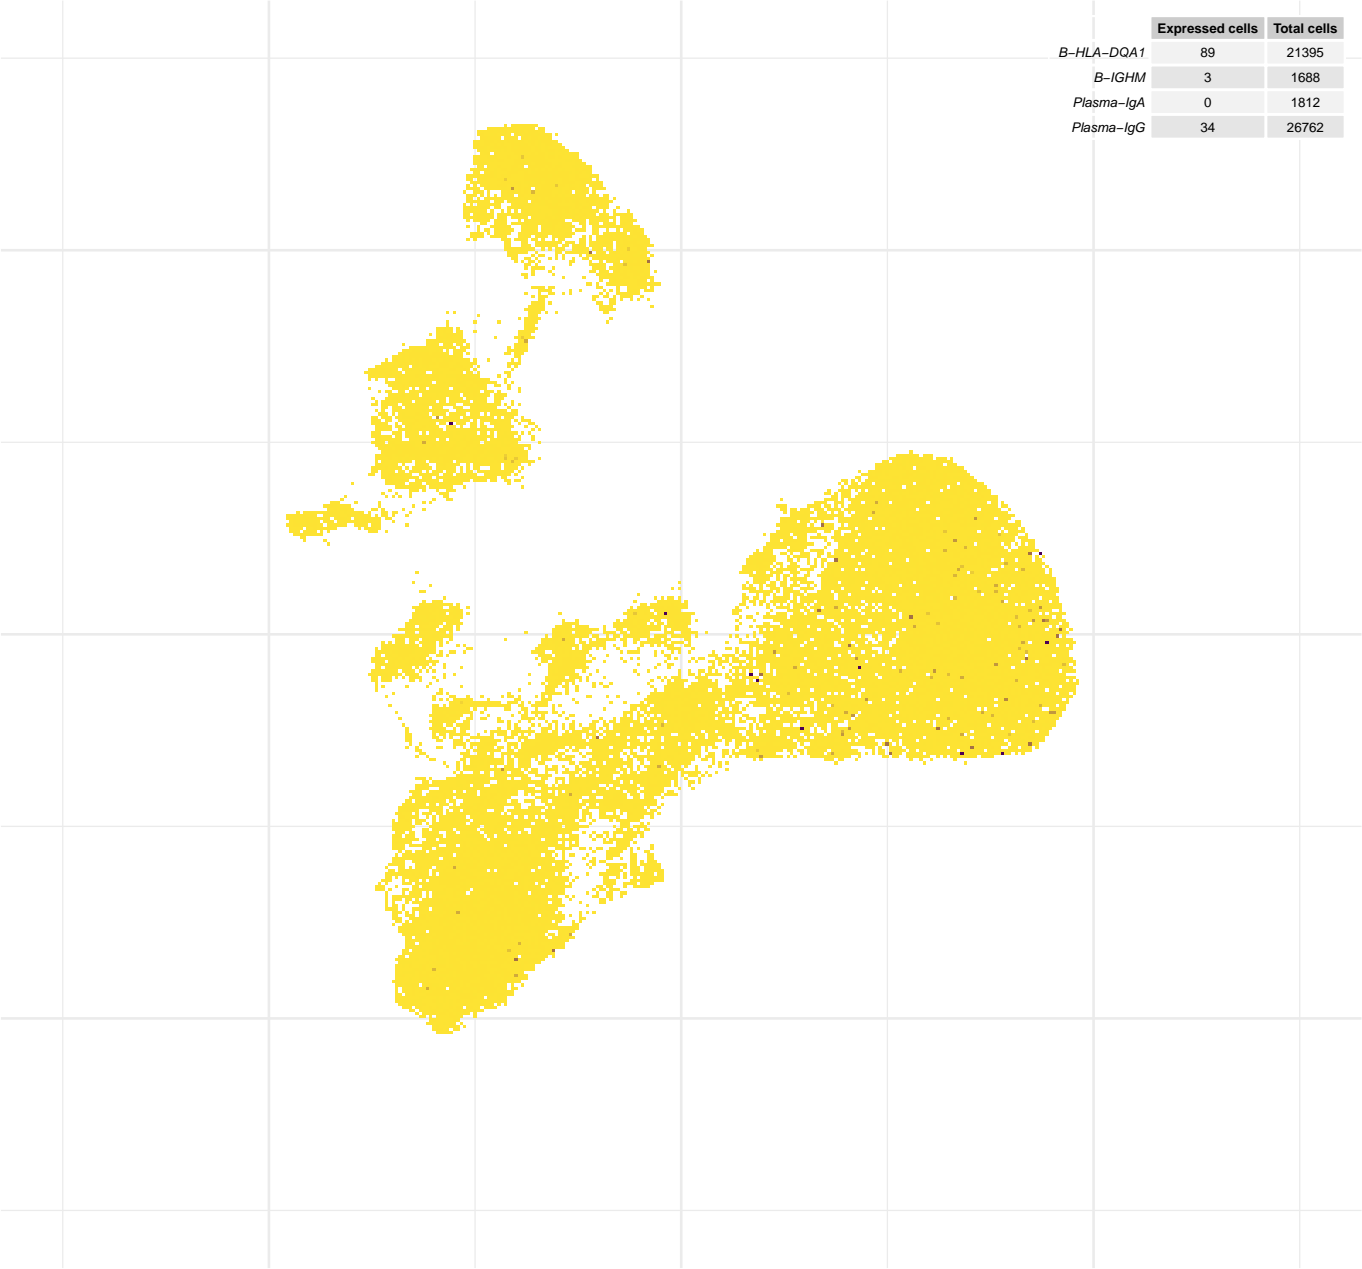 Expressed cells Total cells
B−HLA−DQA1 89 21395
B−IGHM 3 1688
Plasma−IgA 0 1812
Plasma−IgG 34 26762